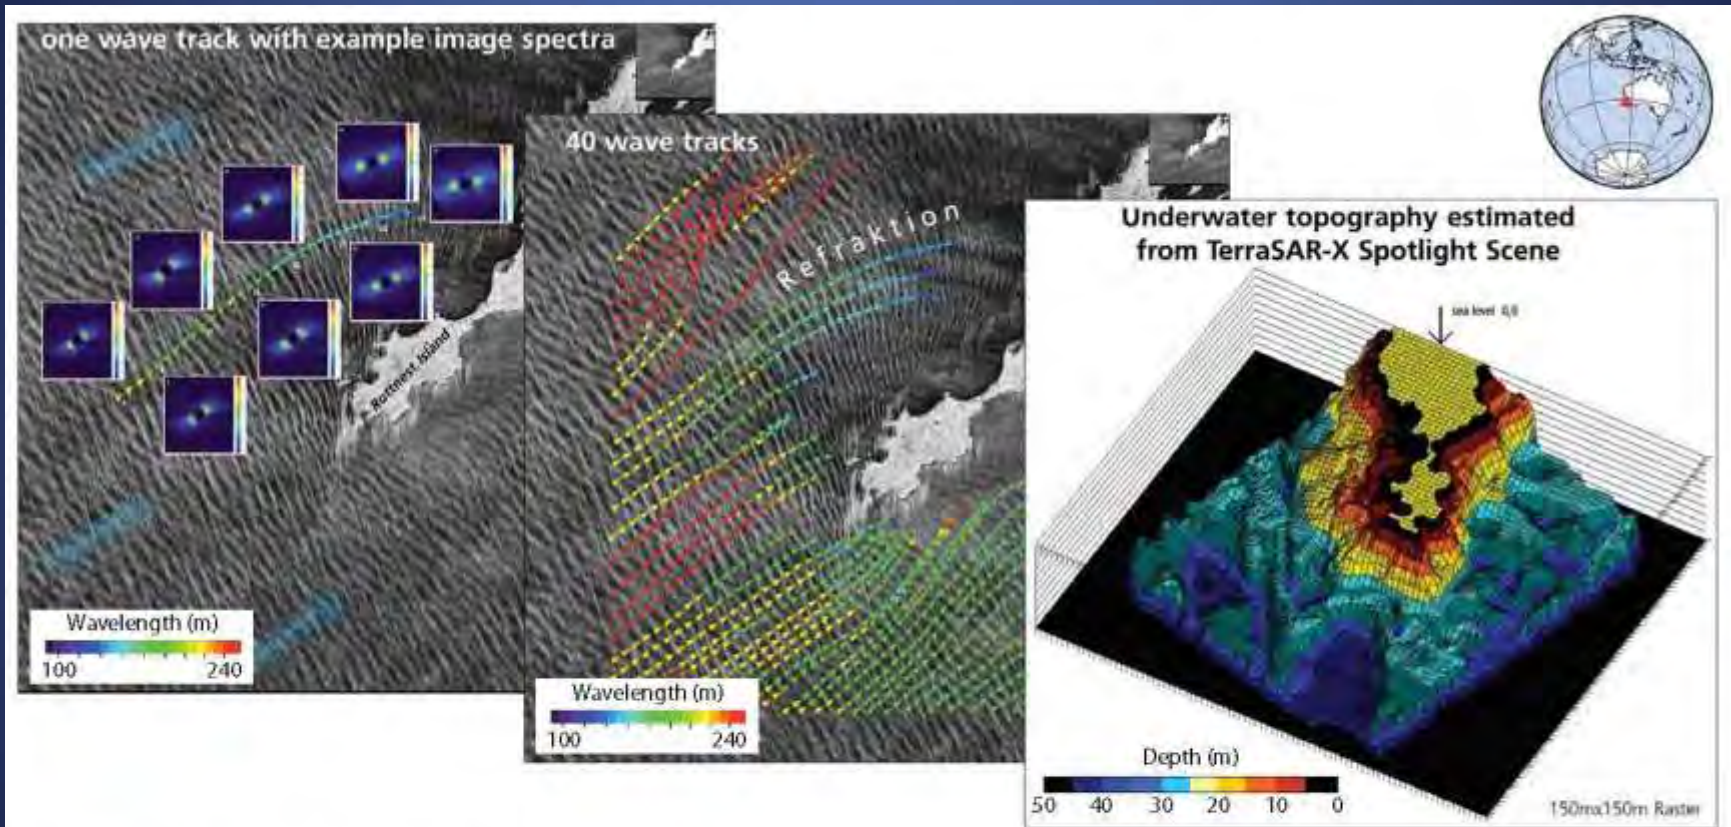 one wave track with example image spectra
Rottnest Island
Wavelength (m)
100 240
40 wave tracks
Refraktion
Wavelength (m)
100 240
Underwater topography estimated
from TerraSAR-X Spotlight Scene
sea level 0,0
Depth (m)
50 40 30 20 10 0
150mx150m Raster